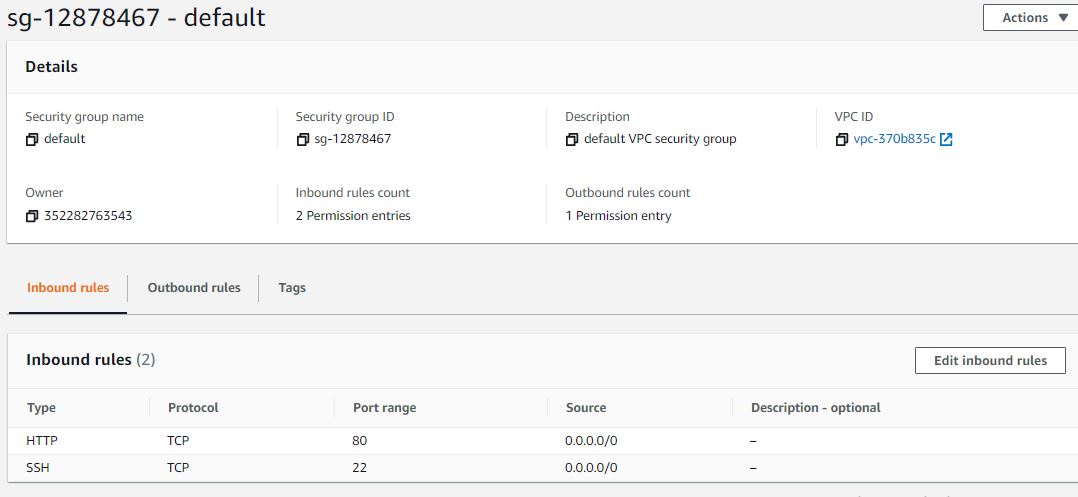 sg-12878467 - default
Actions
Details
Security group name Security group ID Description VPC ID
default sg-12878467 default VPC security group vpc-370b835c
Owner Inbound rules count Outbound rules count
352282763543 2 Permission entries 1 Permission entry
Inbound rules Outbound rules Tags
Inbound rules (2) Edit inbound rules
Type Protocol Port range Source Description - optional
HTTP TCP 80 0.0.0.0/0 –
SSH TCP 22 0.0.0.0/0 –